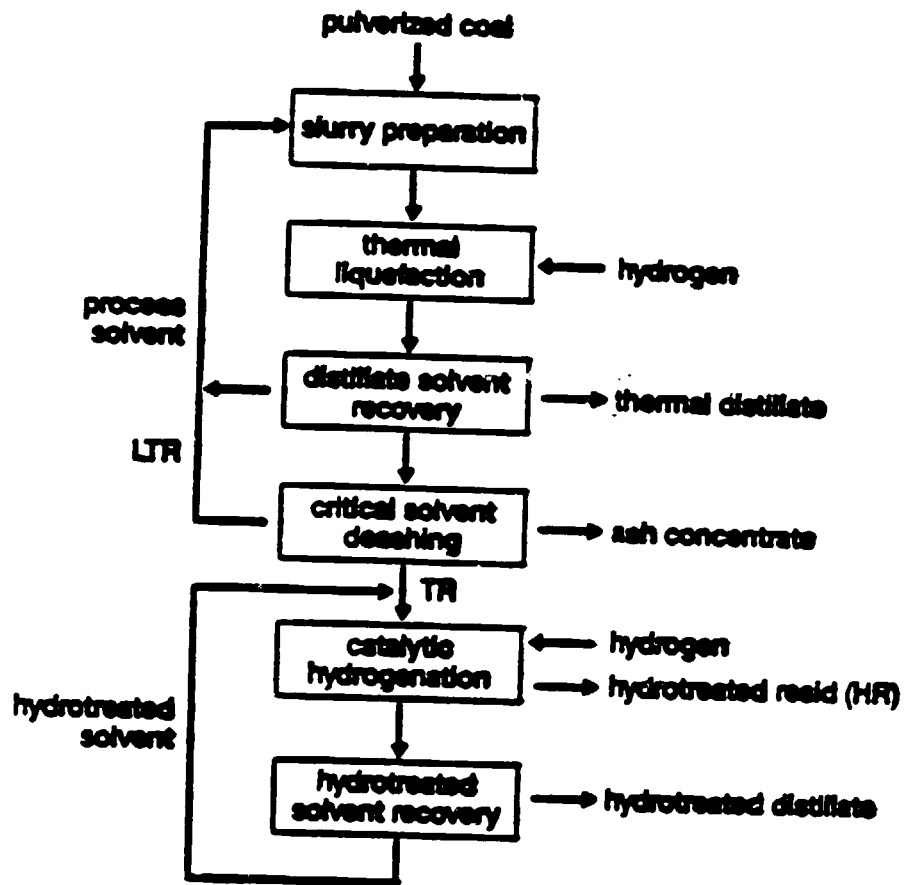 pulverized coal
slurry preparation
thermal
liquefaction
hydrogen
process
solvent
distillate solvent
recovery
thermal distillate
LTR
critical solvent
deashing
ash concentrate
TR
catalytic
hydrogenation
hydrogen
hydrotreated resid (HR)
hydrotreated
solvent
hydrotreated
solvent recovery
hydrotreated distillate